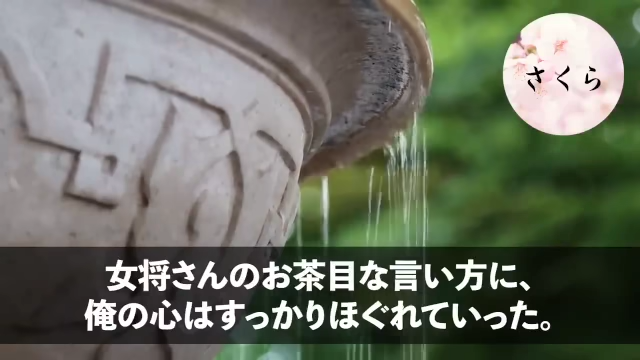 さくら
女将さんのお茶目な言い方に、
俺の心はすっかりほぐれていった。